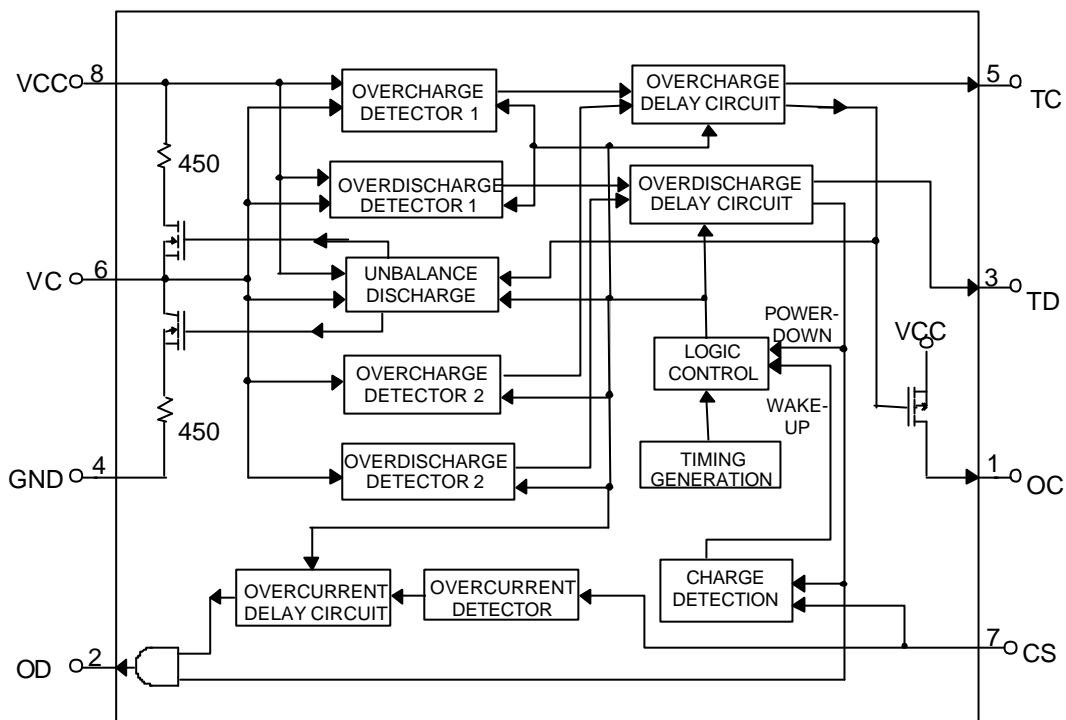 VCC 8
OVERCHARGE
DETECTOR 1
OVERCHARGE
DELAY CIRCUIT
5
TC
450
OVERDISCHARGE
DETECTOR 1
OVERDISCHARGE
DELAY CIRCUIT
VC 6
UNBALANCE
DISCHARGE
3
TD
POWER-
DOWN
VCC
LOGIC
CONTROL
OVERCHARGE
DETECTOR 2
WAKE-
UP
450
GND 4
OVERDISCHARGE
DETECTOR 2
TIMING
GENERATION
1
OC
OVERCURRENT
DELAY CIRCUIT
OVERCURRENT
DETECTOR
CHARGE
DETECTION
7
CS
OD 2